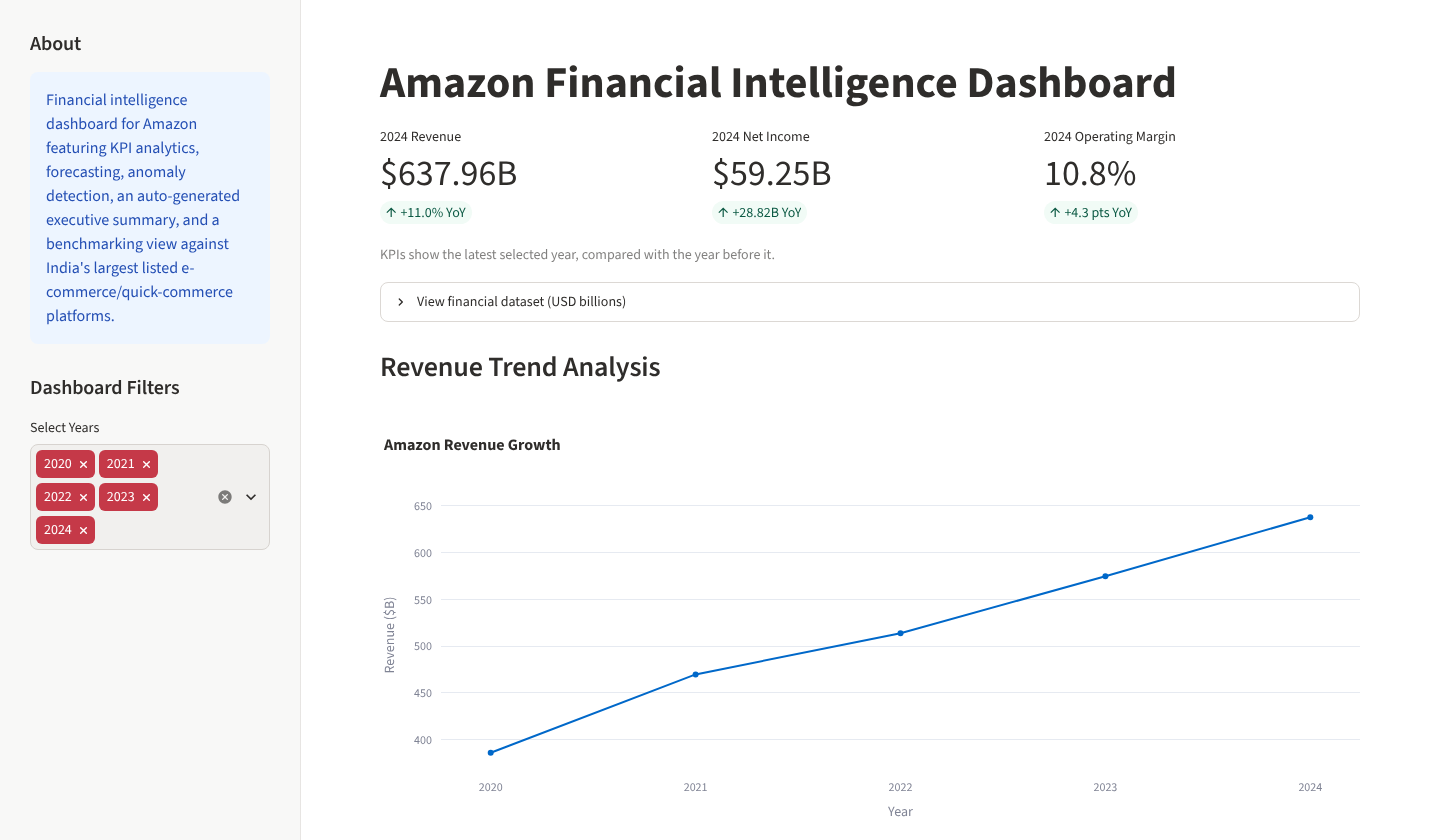 About
Financial intelligence
dashboard for Amazon
featuring KPI analytics,
forecasting, anomaly
detection, an auto-generated
executive summary, and a
benchmarking view against
India's largest listed e-
commerce/quick-commerce
platforms.
Dashboard Filters
Select Years
2020 2021
2022 2023
2024
Amazon Financial Intelligence Dashboard
2024 Revenue
$637.96B
↑ +11.0% YoY
2024 Net Income
$59.25B
↑ +28.82B YoY
2024 Operating Margin
10.8%
↑ +4.3 pts YoY
KPIs show the latest selected year, compared with the year before it.
View financial dataset (USD billions)
Revenue Trend Analysis
Amazon Revenue Growth
Revenue ($B)
650
600
550
500
450
400
2020 2021 2022 2023 2024
Year